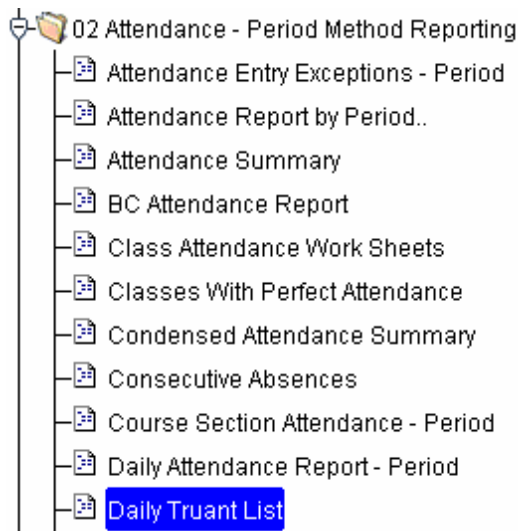 02 Attendance - Period Method Reporting
Attendance Entry Exceptions - Period
Attendance Report by Period..
Attendance Summary
BC Attendance Report
Class Attendance Work Sheets
Classes With Perfect Attendance
Condensed Attendance Summary
Consecutive Absences
Course Section Attendance - Period
Daily Attendance Report - Period
Daily Truant List